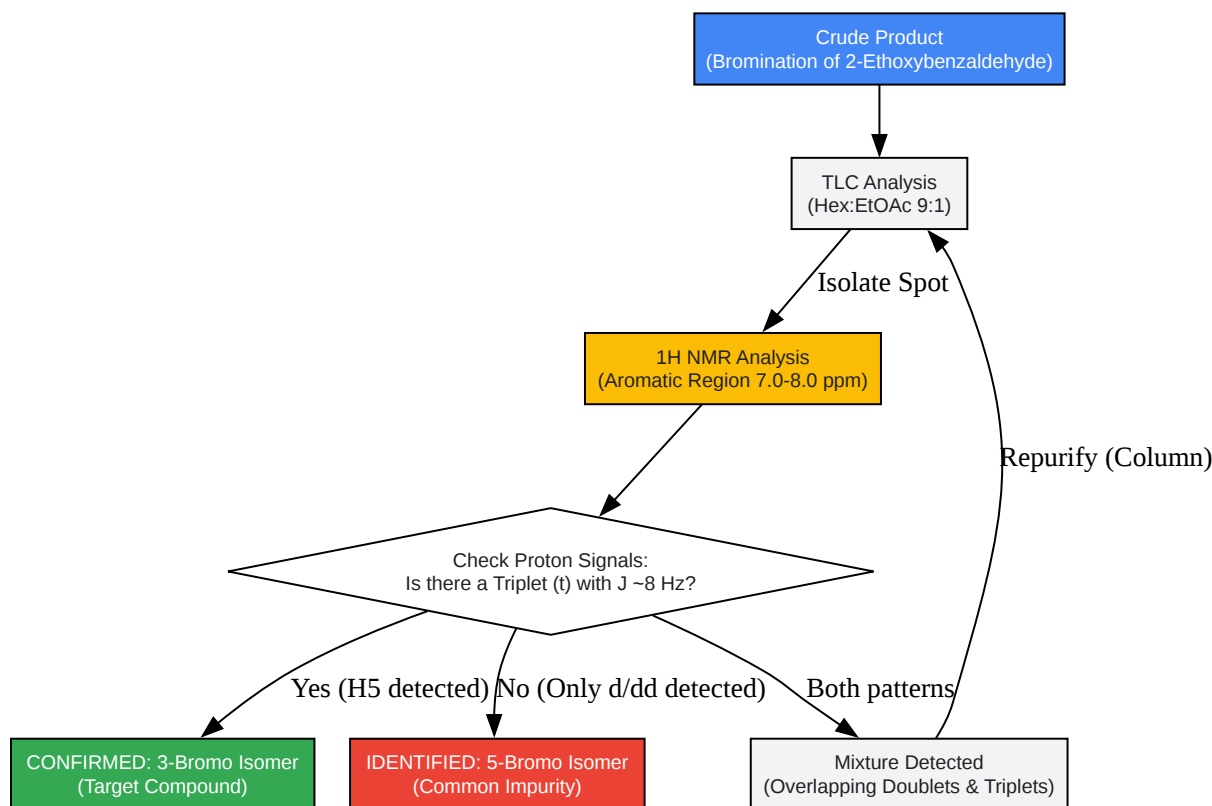 Crude Product
(Bromination of 2-Ethoxybenzaldehyde)
TLC Analysis
(Hex:EtOAc 9:1)
Isolate Spot
1H NMR Analysis
(Aromatic Region 7.0-8.0 ppm)
Repurify (Column)
Check Proton Signals:
Is there a Triplet (t) with J ~8 Hz?
Yes (H5 detected)
No (Only d/dd detected)
Both patterns
CONFIRMED: 3-Bromo Isomer
(Target Compound)
IDENTIFIED: 5-Bromo Isomer
(Common Impurity)
Mixture Detected
(Overlapping Doublets & Triplets)